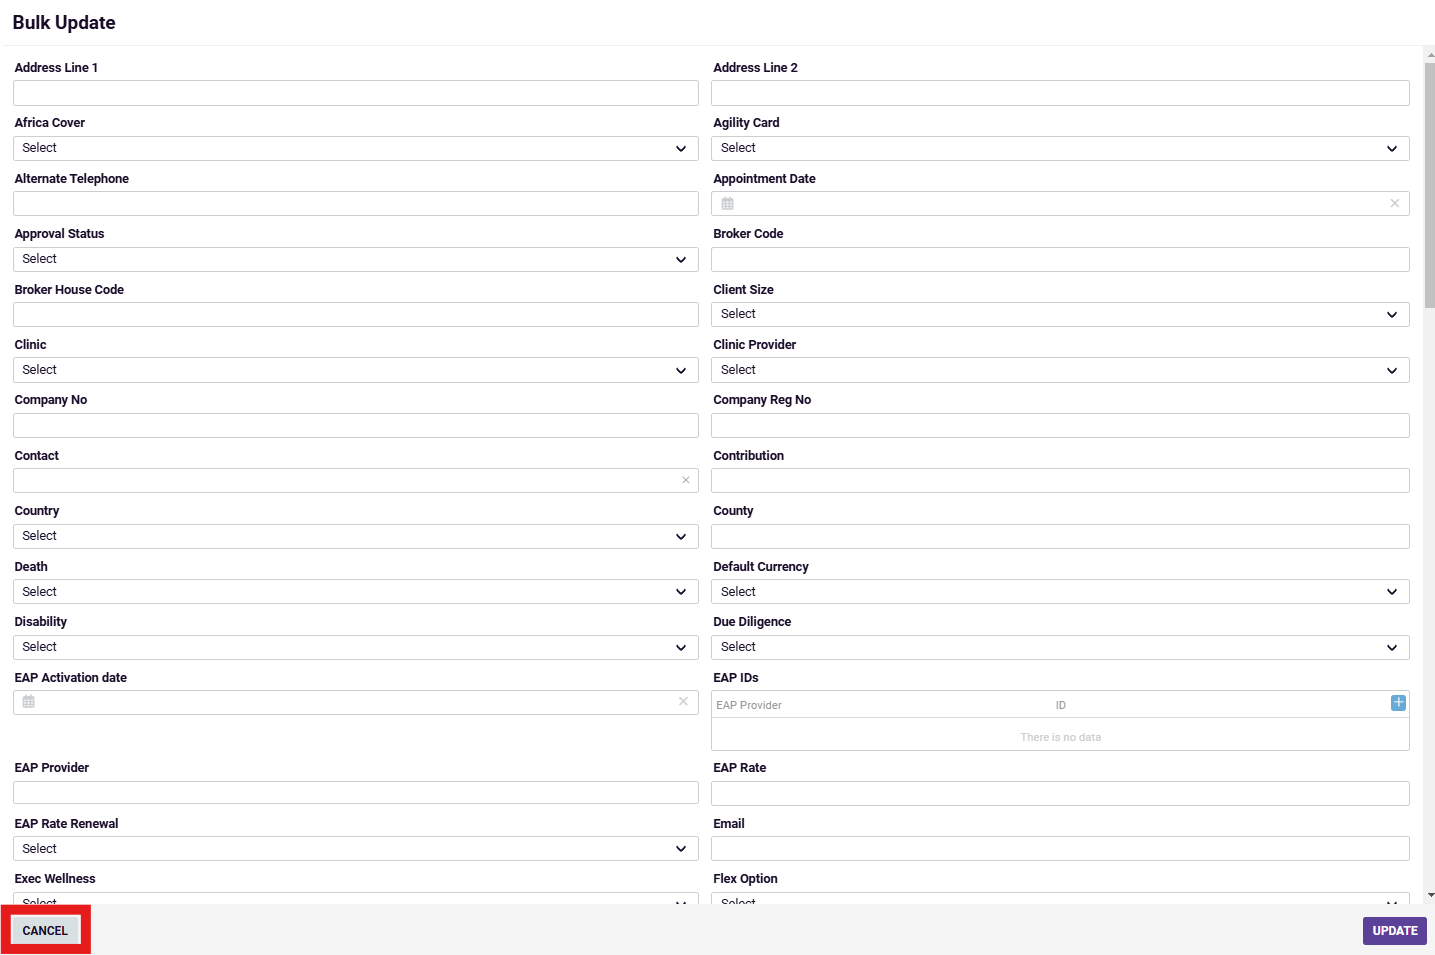 Bulk Update
Address Line 1
Address Line 2
Africa Cover
Agility Card
Select
Select
Alternate Telephone
Appointment Date
Approval Status
Broker Code
Select
Broker House Code
Client Size
Select
Clinic
Clinic Provider
Select
Select
Company No
Company Reg No
Contact
Contribution
Country
County
Select
Death
Default Currency
Select
Select
Disability
Due Diligence
Select
Select
EAP Activation date
EAP IDs
EAP Provider
ID
There is no data
EAP Provider
EAP Rate
EAP Rate Renewal
Email
Select
Exec Wellness
Flex Option
Select
Select
CANCEL
UPDATE